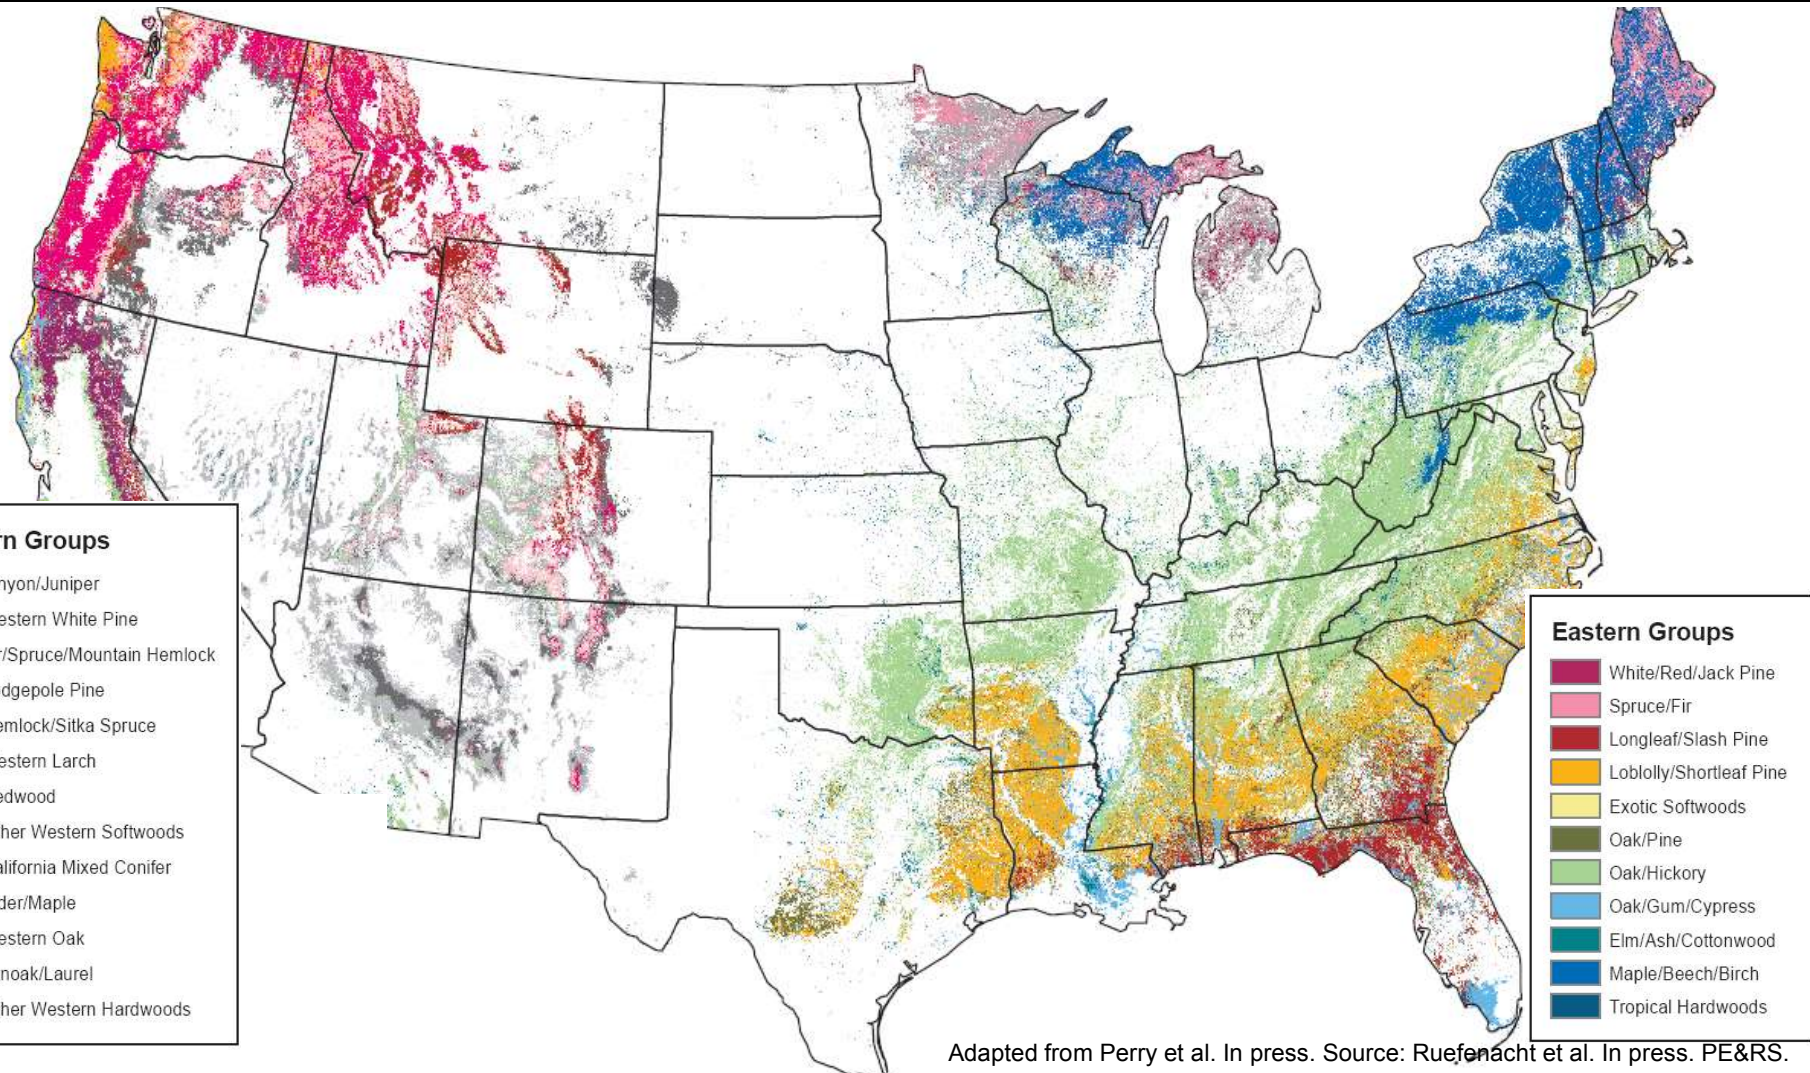 rn Groups
nyon/Juniper
estern White Pine
r/Spruce/Mountain Hemlock
dgepole Pine
emlock/Sitka Spruce
estern Larch
edwood
her Western Softwoods
alifornia Mixed Conifer
der/Maple
estern Oak
noak/Laurel
her Western Hardwoods
Eastern Groups
White/Red/Jack Pine
Spruce/Fir
Longleaf/Slash Pine
Loblolly/Shortleaf Pine
Exotic Softwoods
Oak/Pine
Oak/Hickory
Oak/Gum/Cypress
Elm/Ash/Cottonwood
Maple/Beech/Birch
Tropical Hardwoods
Adapted from Perry et al. In press. Source: Ruefenacht et al. In press. PE&RS.